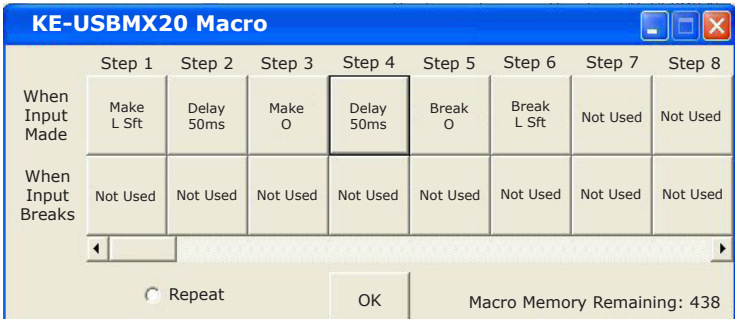 KE-USBMX20 Macro
Step 1 Step 2 Step 3 Step 4 Step 5 Step 6 Step 7 Step 8
When
Input
Made
Make
L Sft
Delay
50ms
Make
O
Delay
50ms
Break
O
Break
L Sft
Not Used
Not Used
When
Input
Breaks
Not Used
Not Used
Not Used
Not Used
Not Used
Not Used
Not Used
Not Used
Repeat
OK
Macro Memory Remaining: 438